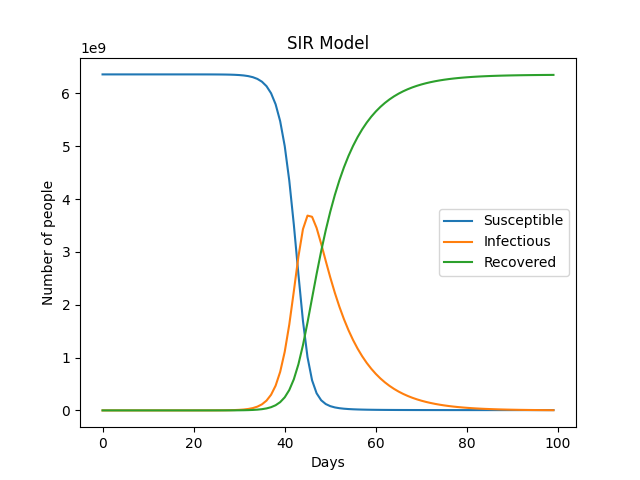 SIR Model
1e9
6
5
4
3
2
1
0
Number of people
Susceptible
Infectious
Recovered
0 20 40 60 80 100
Days